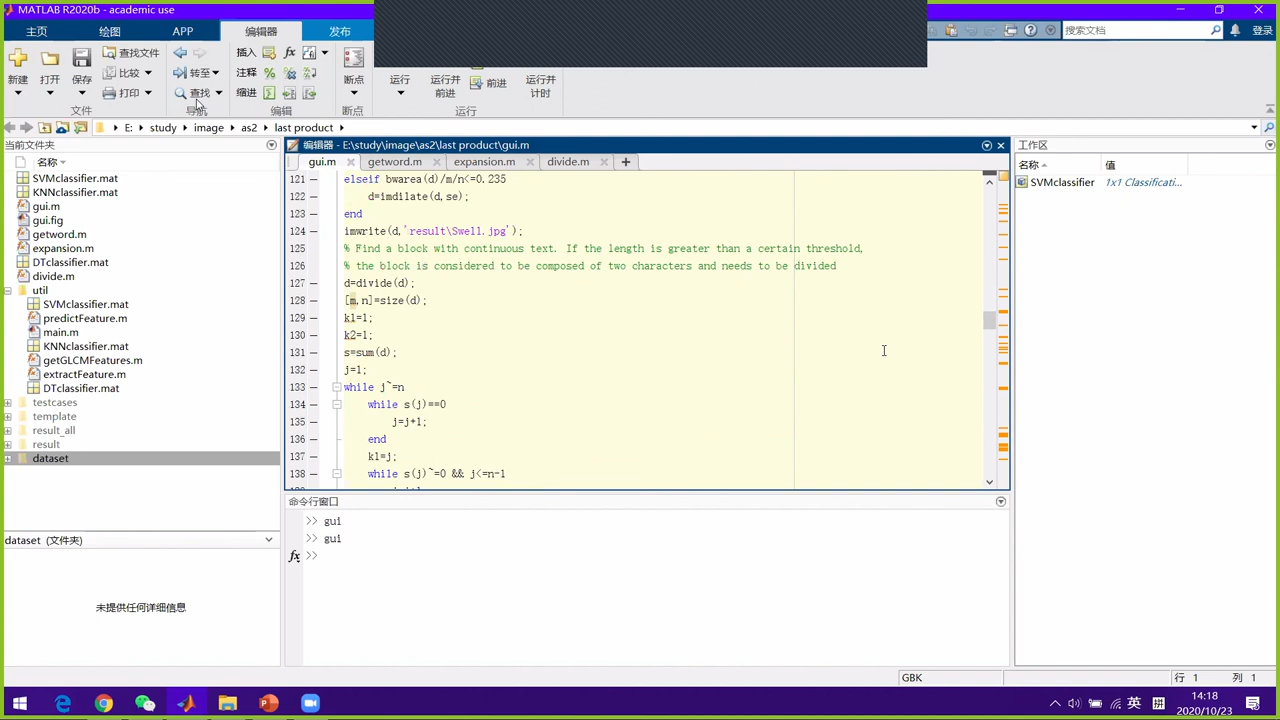 MATLAB R2020b - academic use
主页 绘图 APP 编辑器 发布 搜索文档 登录
新建 打开 保存 查找文件 比较 打印
转至 查找
插入 注释 缩进
断点 运行 运行并前进 前进 运行并计时
文件 导航 编辑 断点 运行
E: study image as2 last product
当前文件夹
名称
SVMclassifier.mat
KNNclassifier.mat
gui.m
gui.fig
getword.m
expansion.m
DTclassifier.mat
divide.m
util
SVMclassifier.mat
predictFeature.m
main.m
KNNclassifier.mat
getGLCMFeatures.m
extractFeature.m
DTclassifier.mat
testcases
template
result_all
result
dataset
dataset (文件夹)
未提供任何详细信息
编辑器 - E:\study\image\as2\last product\gui.m
gui.m getword.m expansion.m divide.m
121 elseif bwarea(d)/m/n<=0.235
122 d=imdilate(d,se);
123 end
124 imwrite(d,'result\Swell.jpg');
125 % Find a block with continuous text. If the length is greater than a certain threshold,
126 % the block is considered to be composed of two characters and needs to be divided
127 d=divide(d);
128 [m,n]=size(d);
129 k1=1;
130 k2=1;
131 s=sum(d);
132 j=1;
133 while j~=n
134 while s(j)==0
135 j=j+1;
136 end
137 k1=j;
138 while s(j)~=0 && j<=n-1
命令行窗口
>> gui
>> gui
fx >>
工作区
名称 值
SVMclassifier 1x1 Classificati...
GBK
行 1 列 1
英 拼
14:18
2020/10/23